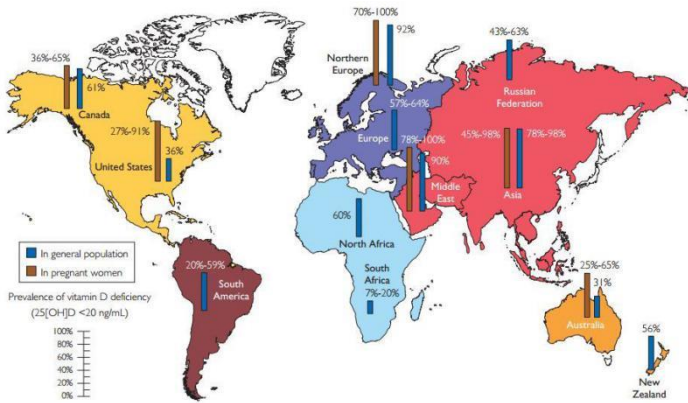 70%-100%
92%
Northern
Europe
43%-63%
Russian
Federation
36%-65%
61%
Canada
57%-64%
Europe
27%-91%
36%
United States
78%-100%
90%
Middle
East
45%-98%
78%-98%
Asia
60%
North Africa
South
Africa
7%-20%
20%-59%
South
America
25%-65%
31%
Australia
56%
New
Zealand
In general population
In pregnant women
Prevalence of vitamin D deficiency
(25[OH]D <20 ng/mL)
100%
80%
60%
40%
20%
0%